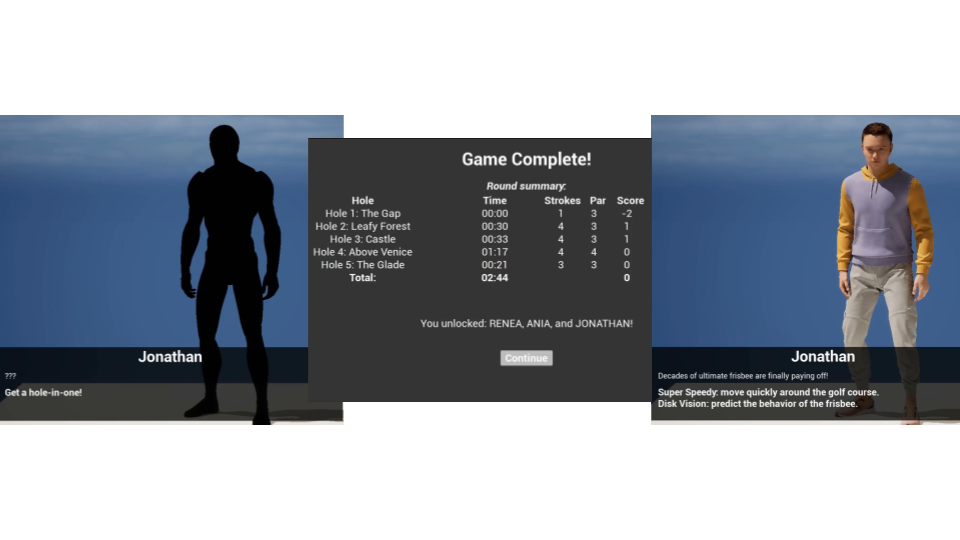 Jonathan
???
Get a hole-in-one!
Game Complete!
Round summary:
Hole Time Strokes Par Score
Hole 1: The Gap 00:00 1 3 -2
Hole 2: Leafy Forest 00:30 4 3 1
Hole 3: Castle 00:33 4 3 1
Hole 4: Above Venice 01:17 4 4 0
Hole 5: The Glade 00:21 3 3 0
Total: 02:44 0
You unlocked: RENEA, ANIA, and JONATHAN!
Continue
Jonathan
Decades of ultimate frisbee are finally paying off!
Super Speedy: move quickly around the golf course.
Disk Vision: predict the behavior of the frisbee.